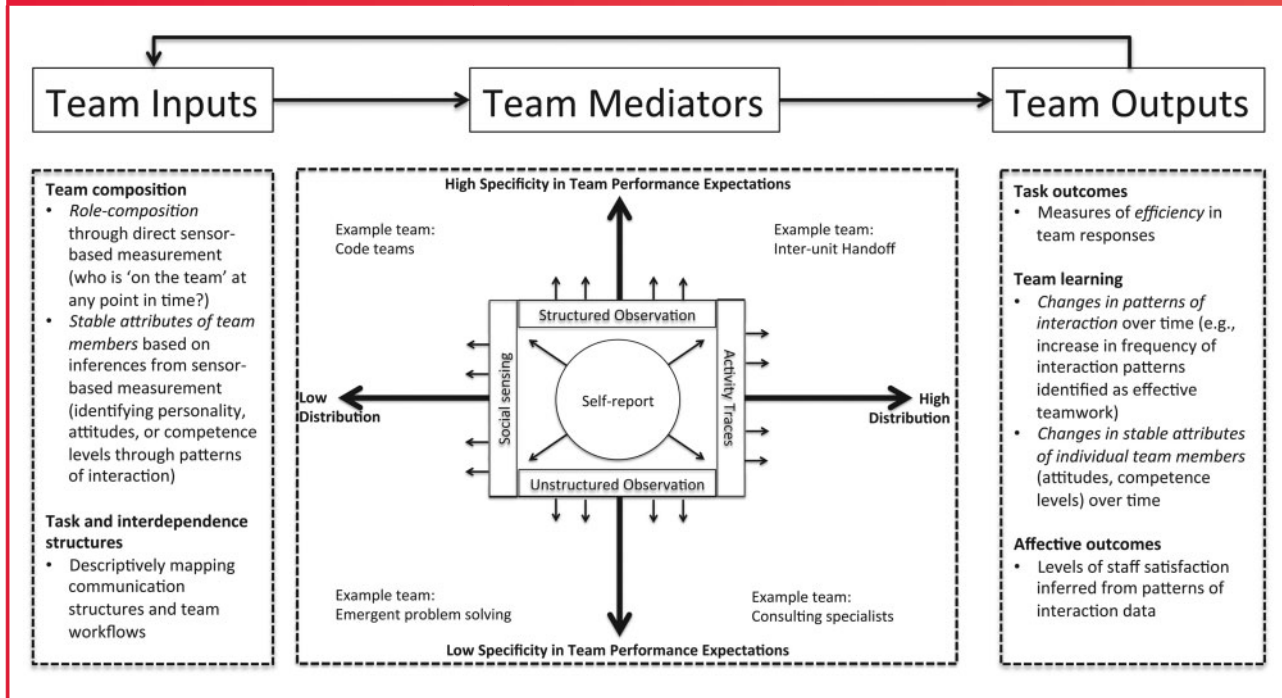 Team Inputs
Team Mediators
Team Outputs
Team composition
• Role-composition
through direct sensor-
based measurement
(who is ‘on the team’ at
any point in time?)
• Stable attributes of team
members based on
inferences from sensor-
based measurement
(identifying personality,
attitudes, or competence
levels through patterns
of interaction)
Task and interdependence
structures
• Descriptively mapping
communication
structures and team
workflows
High Specificity in Team Performance Expectations
Example team:
Code teams
Example team:
Inter-unit Handoff
Structured Observation
Social sensing
Self-report
Activity Traces
Low
Distribution
High
Distribution
Unstructured Observation
Example team:
Emergent problem solving
Example team:
Consulting specialists
Low Specificity in Team Performance Expectations
Task outcomes
• Measures of efficiency in
team responses
Team learning
• Changes in patterns of
interaction over time (e.g.,
increase in frequency of
interaction patterns
identified as effective
teamwork)
• Changes in stable attributes
of individual team members
(attitudes, competence
levels) over time
Affective outcomes
• Levels of staff satisfaction
inferred from patterns of
interaction data